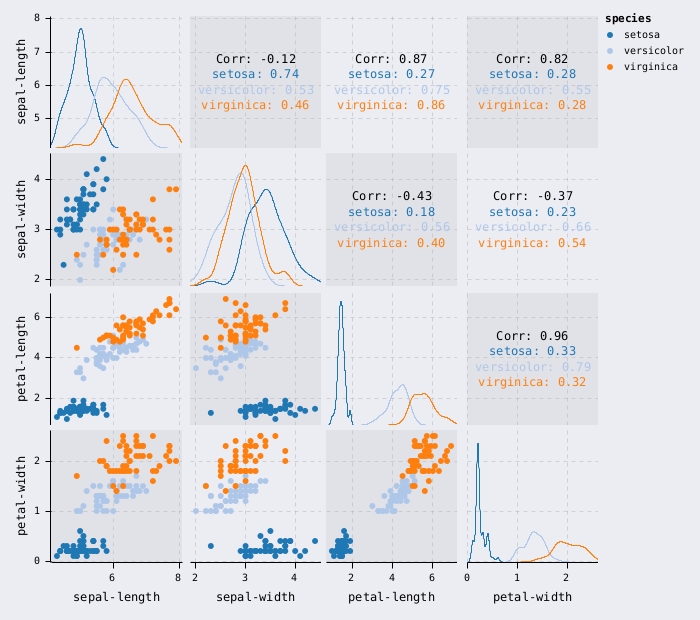 species
setosa
versicolor
virginica
8
7
6
5
sepal-length
Corr: -0.12
setosa: 0.74
versicolor: 0.53
virginica: 0.46
Corr: 0.87
setosa: 0.27
versicolor: 0.75
virginica: 0.86
Corr: 0.82
setosa: 0.28
versicolor: 0.55
virginica: 0.28
4
3
2
sepal-width
Corr: -0.43
setosa: 0.18
versicolor: 0.56
virginica: 0.40
Corr: -0.37
setosa: 0.23
versicolor: 0.66
virginica: 0.54
6
4
2
petal-length
Corr: 0.96
setosa: 0.33
versicolor: 0.79
virginica: 0.32
2
1
0
petal-width
6 8
2 3 4
2 4 6
0 1 2
sepal-length
sepal-width
petal-length
petal-width